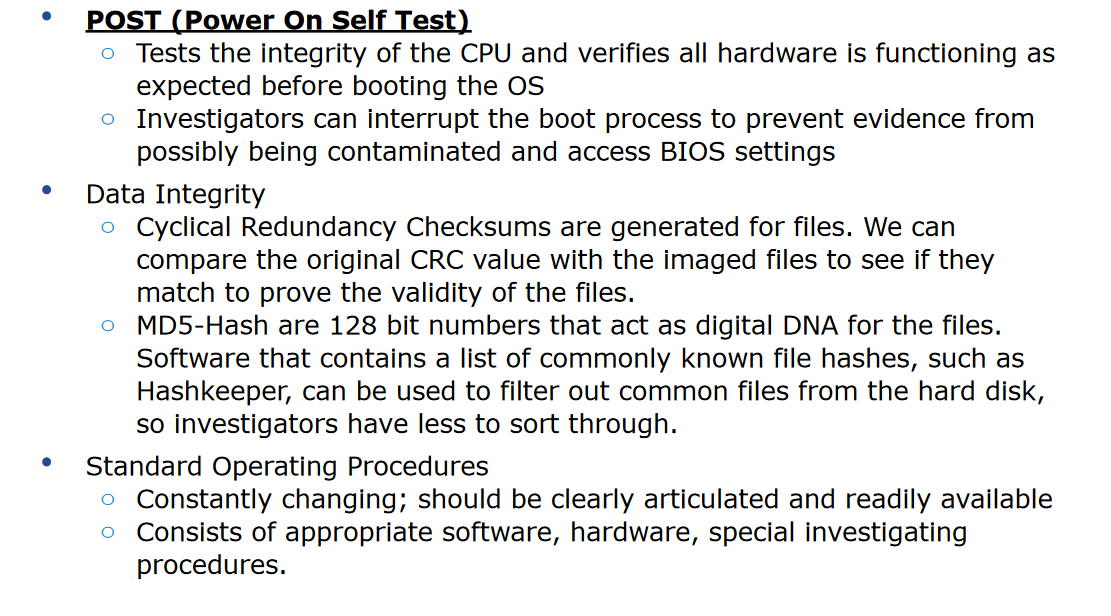 • POST (Power On Self Test)
○ Tests the integrity of the CPU and verifies all hardware is functioning as
expected before booting the OS
○ Investigators can interrupt the boot process to prevent evidence from
possibly being contaminated and access BIOS settings
• Data Integrity
○ Cyclical Redundancy Checksums are generated for files. We can
compare the original CRC value with the imaged files to see if they
match to prove the validity of the files.
○ MD5-Hash are 128 bit numbers that act as digital DNA for the files.
Software that contains a list of commonly known file hashes, such as
Hashkeeper, can be used to filter out common files from the hard disk,
so investigators have less to sort through.
• Standard Operating Procedures
○ Constantly changing; should be clearly articulated and readily available
○ Consists of appropriate software, hardware, special investigating
procedures.